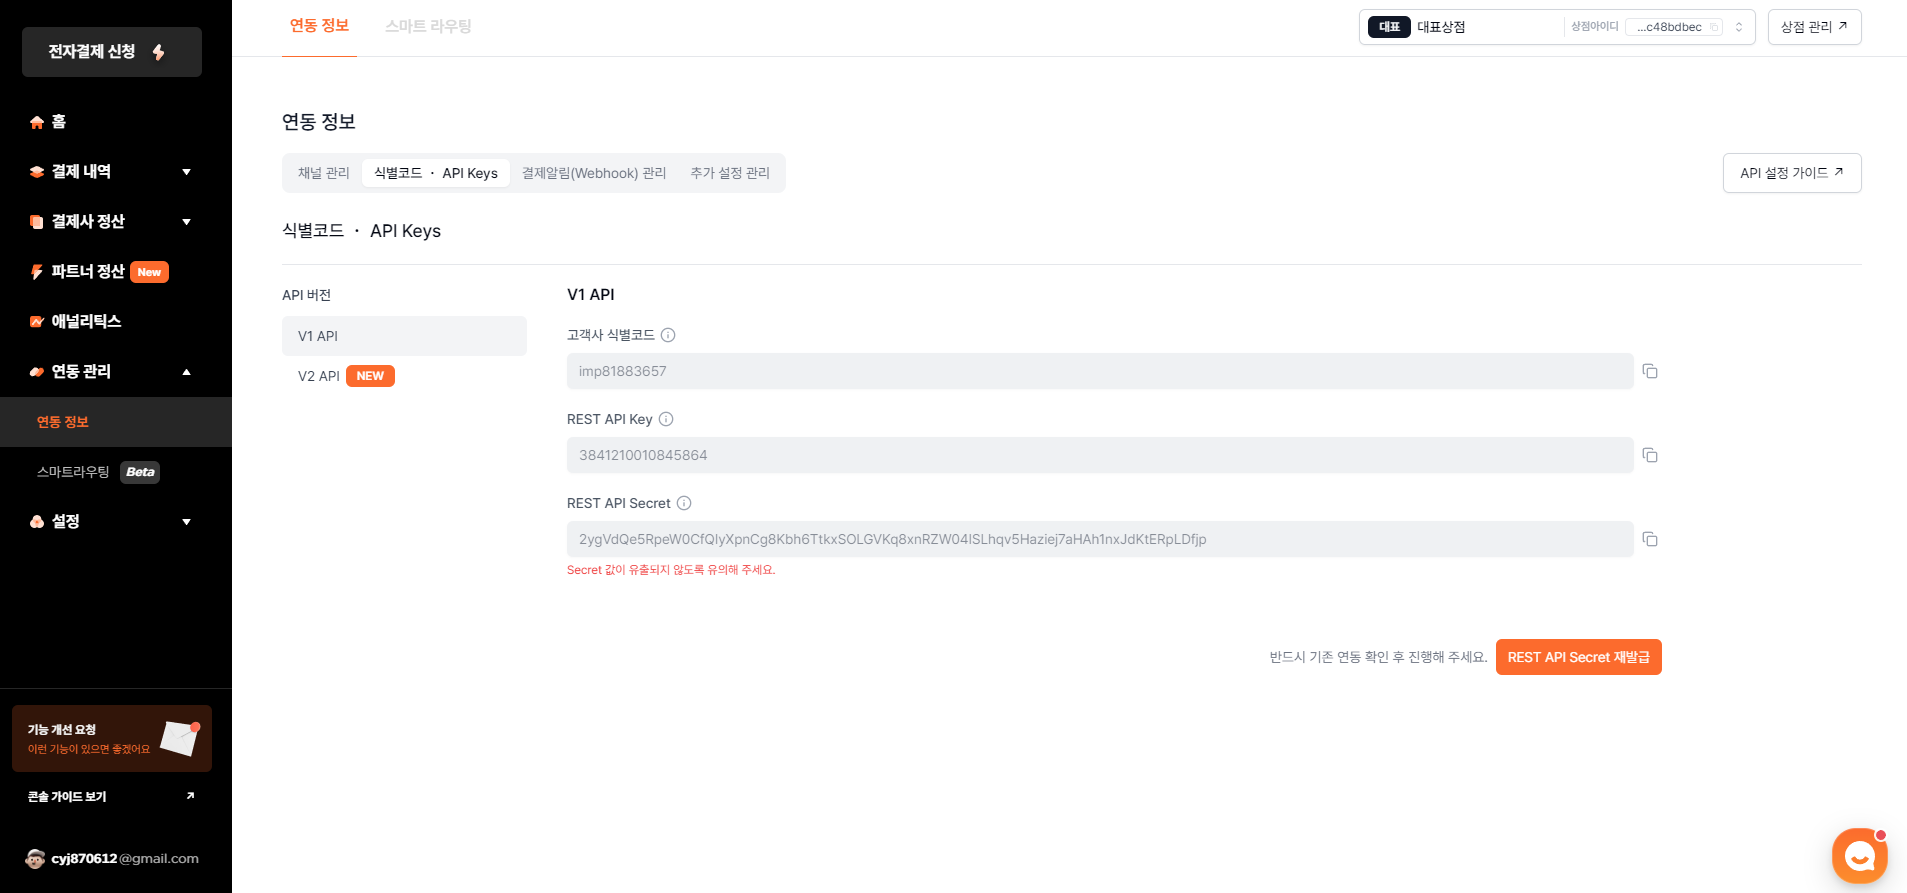 전자결제 신청
홈
결제 내역
결제사 정산
파트너 정산 New
애널리틱스
연동 관리
연동 정보
스마트라우팅 Beta
설정
기능 개선 요청
이런 기능이 있으면 좋겠어요
콘솔 가이드 보기
cyj870612@gmail.com
연동 정보 스마트 라우팅
대표 대표상점 상점아이디 ...c48bdbec
상점 관리
연동 정보
채널 관리 식별코드 · API Keys 결제알림(Webhook) 관리 추가 설정 관리
API 설정 가이드
식별코드 · API Keys
API 버전
V1 API
V2 API NEW
V1 API
고객사 식별코드
imp81883657
REST API Key
3841210010845864
REST API Secret
2ygVdQe5RpeW0CfQlyXpnCg8Kbh6TtkxSOLGVKq8xnRZW04lSLhqv5Haziej7aHAh1nxJdKtERpLDfjp
Secret 값이 유출되지 않도록 유의해 주세요.
반드시 기존 연동 확인 후 진행해 주세요. REST API Secret 재발급